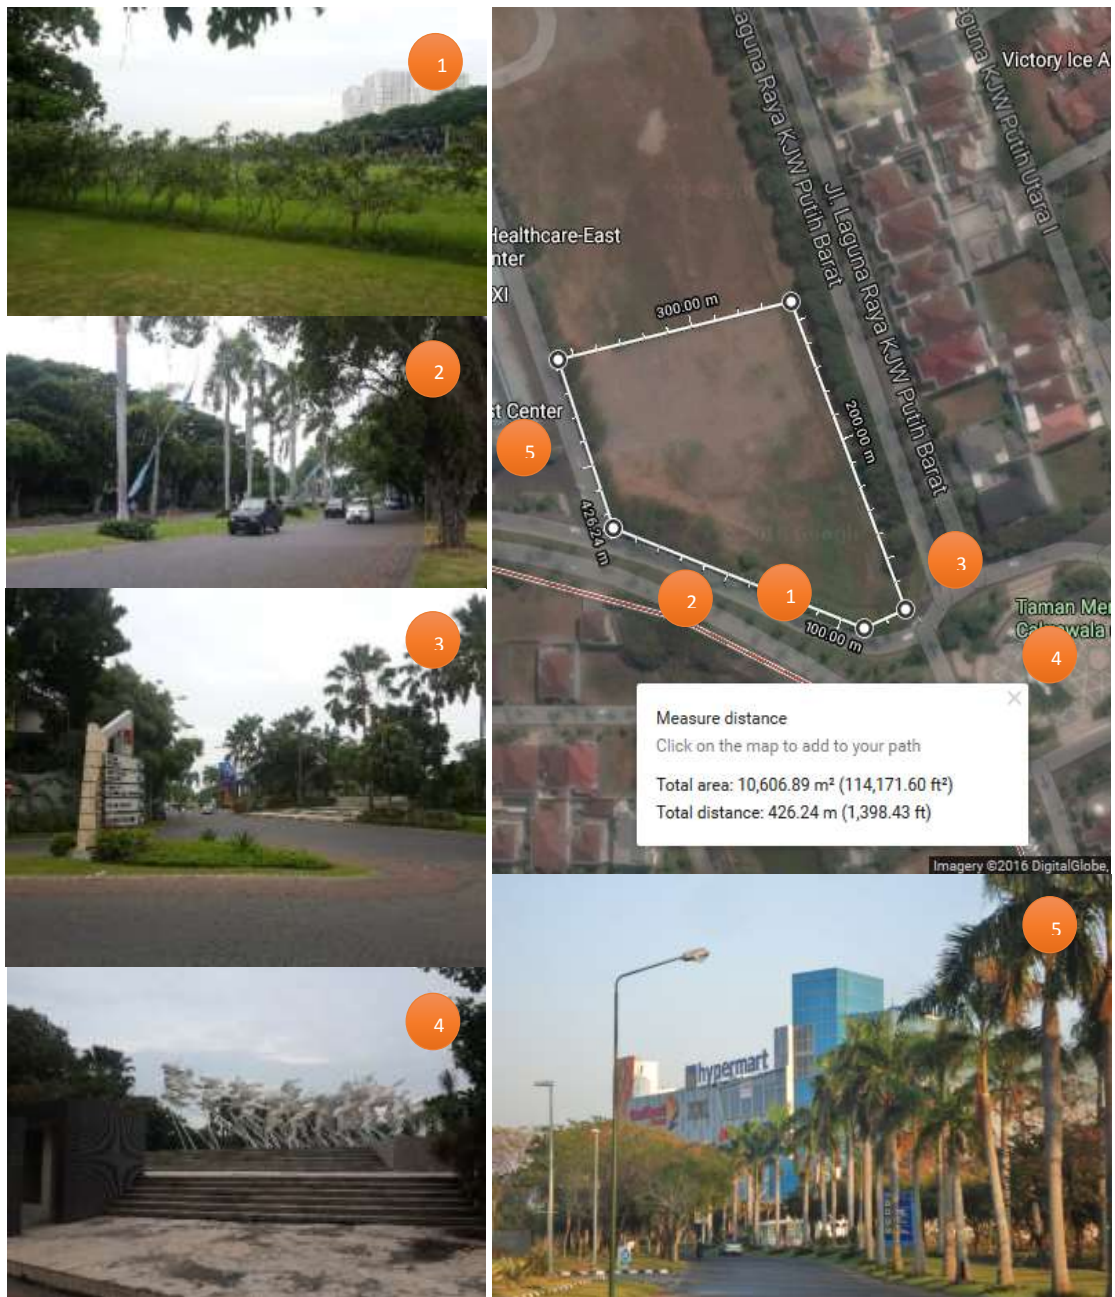 1
2
3
4
Laguna Raya KJW Putih Barat
Jl. Laguna Raya KJW Putih Barat
aguna KJW Putih Utara I
Victory Ice A
Healthcare-East
nter
XI
300.00 m
200.00 m
st Center
5
426.24 m
3
2
1
100.00 m
Taman Mer
4
Measure distance
Click on the map to add to your path
Total area: 10,606.89 m² (114,171.60 ft²)
Total distance: 426.24 m (1,398.43 ft)
Imagery ©2016 DigitalGlobe,
5
hypermart